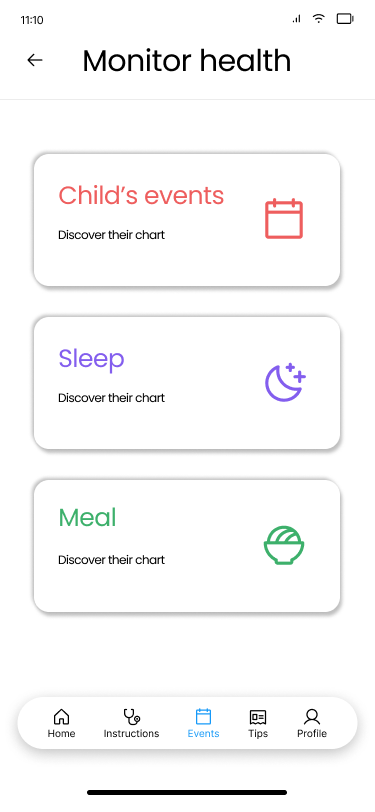 11:10
Monitor health
Child's events
Discover their chart
Sleep
Discover their chart
Meal
Discover their chart
Home Instructions Events Tips Profile